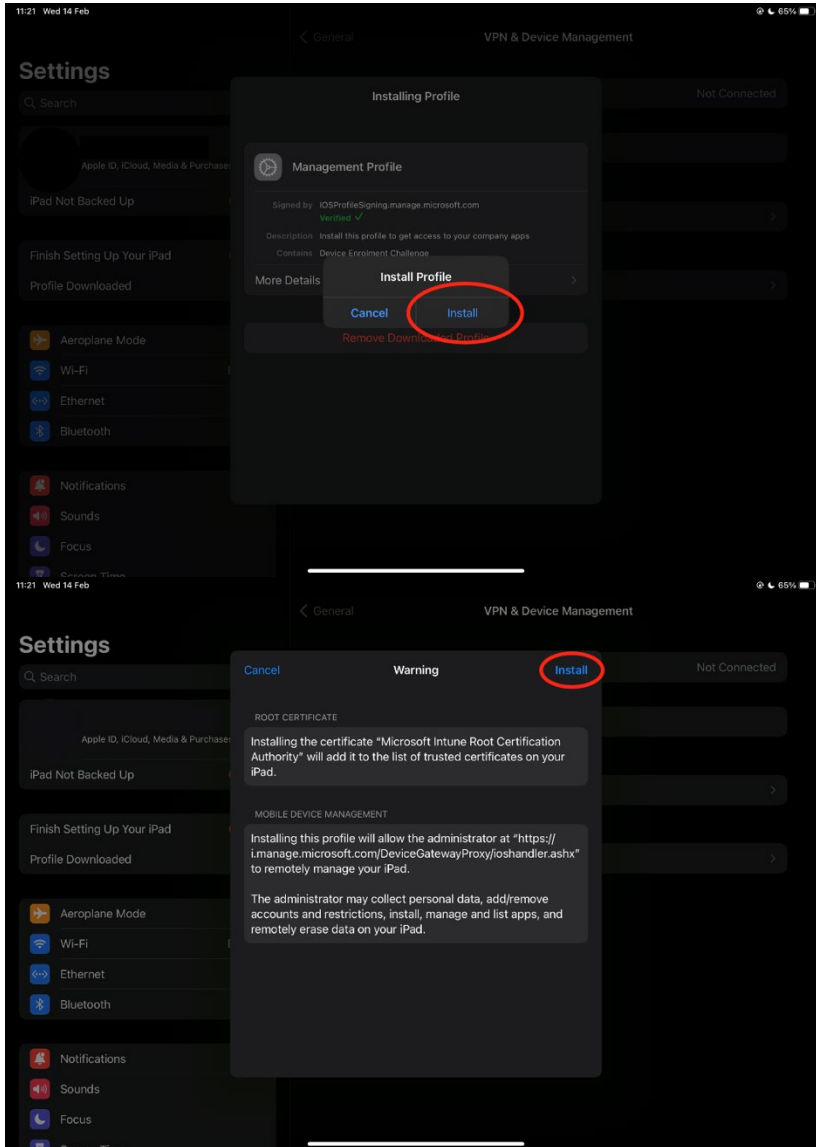 11:21 Wed 14 Feb
65%
General
VPN & Device Management
Settings
Search
Not Connected
Installing Profile
Apple ID, iCloud, Media & Purchases
Management Profile
iPad Not Backed Up
Signed by IOSProfileSigning.manage.microsoft.com
Verified ✓
Description Install this profile to get access to your company apps
Contains Device Enrolment Challenge
Finish Setting Up Your iPad
Profile Downloaded
More Details
Install Profile
Cancel
Install
Remove Downloaded Profile
Aeroplane Mode
Wi-Fi
Ethernet
Bluetooth
Notifications
Sounds
Focus
Screen Time
11:21 Wed 14 Feb
65%
General
VPN & Device Management
Settings
Search
Not Connected
Cancel
Warning
Install
ROOT CERTIFICATE
Installing the certificate “Microsoft Intune Root Certification
Authority” will add it to the list of trusted certificates on your
iPad.
Apple ID, iCloud, Media & Purchases
iPad Not Backed Up
MOBILE DEVICE MANAGEMENT
Installing this profile will allow the administrator at “https://
i.manage.microsoft.com/DeviceGatewayProxy/ioshandler.ashx”
to remotely manage your iPad.
The administrator may collect personal data, add/remove
accounts and restrictions, install, manage and list apps, and
remotely erase data on your iPad.
Finish Setting Up Your iPad
Profile Downloaded
Aeroplane Mode
Wi-Fi
Ethernet
Bluetooth
Notifications
Sounds
Focus